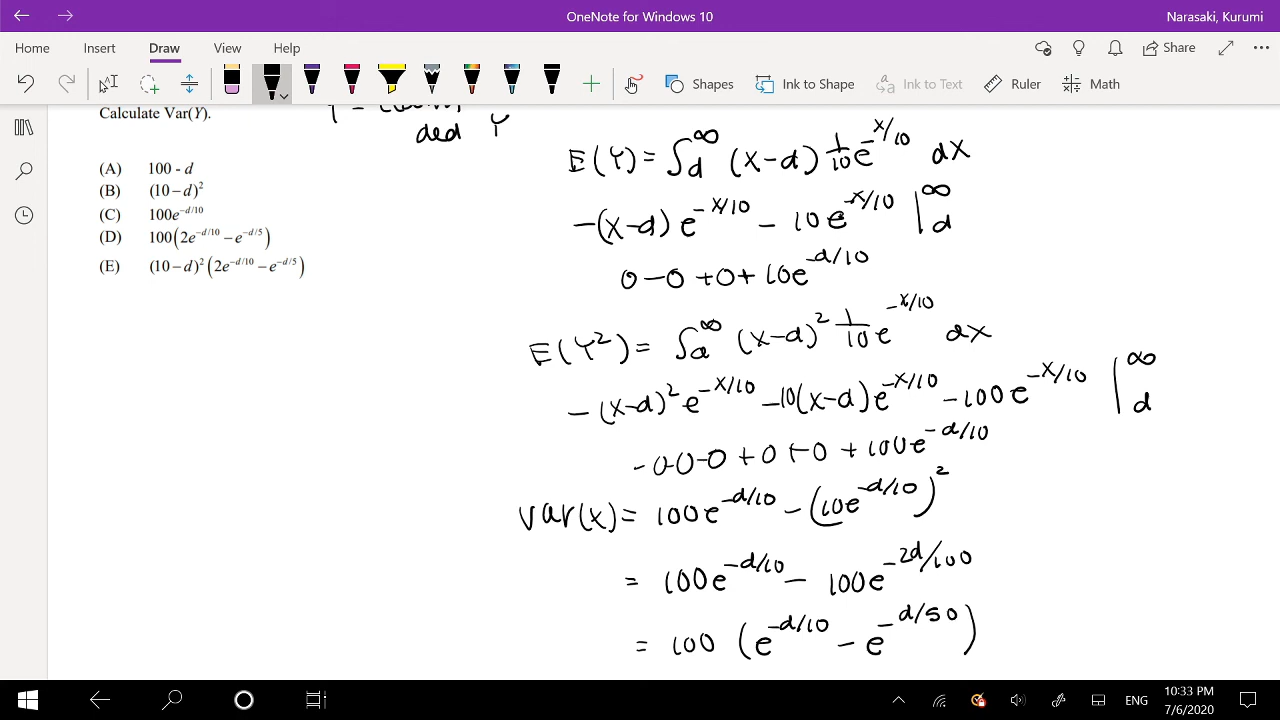 OneNote for Windows 10
Narasaki, Kurumi
Home Insert Draw View Help
Share
Shapes Ink to Shape Ink to Text Ruler Math
Calculate Var(Y).
(A) 100 - d
(B) (10 – d)²
(C) 100e^{-d/10}
(D) 100(2e^{-d/10} – e^{-d/5})
(E) (10 – d)²(2e^{-d/10} – e^{-d/5})
ded Y
E(Y) = ∫_d^∞ (x-d) 1/10 e^{-x/10} dx
-(x-d) e^{-x/10} - 10e^{-x/10} |_d^∞
0-0 +0+ 10e^{-d/10}
E(Y²) = ∫_d^∞ (x-d)² 1/10 e^{-x/10} dx
-(x-d)² e^{-x/10} -10(x-d)e^{-x/10} -100e^{-x/10} |_d^∞
-0-0-0 +0 +0 +100e^{-d/10}
Var(x) = 100e^{-d/10} - (10e^{-d/10})²
= 100e^{-d/10} - 100e^{-2d/100}
= 100 (e^{-d/10} - e^{-d/50})
ENG
10:33 PM
7/6/2020